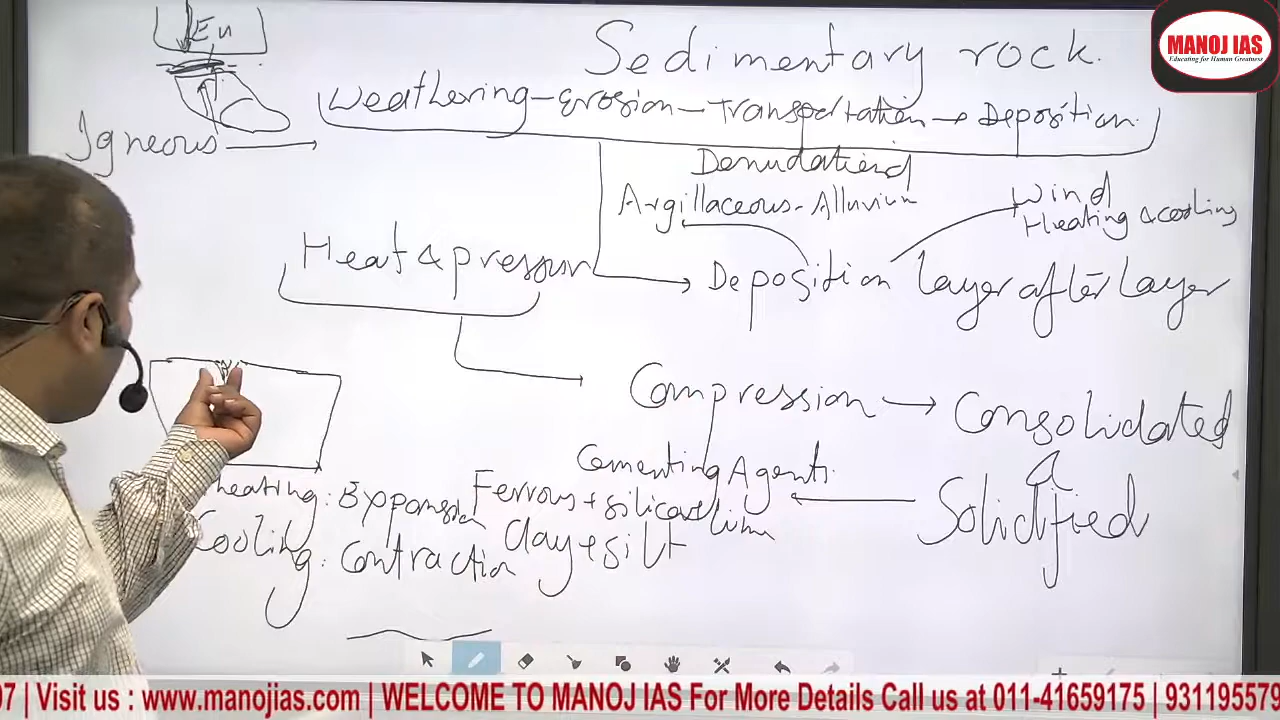 En
Sedimentary rock.
MANOJ IAS
Educating for Human Greatness
Weathering - Erosion - Transportation → Deposition
Igneous
Denudational
Argillaceous - Alluvium
Wind
Heating & cooling
Heat & pressure
Deposition layer after layer
Compression → Consolidated
&
Cementing Agents.
Solidified
heating : Expansion
Ferrous + silica + lime
Cooling : Contraction
Clay + silt
07 | Visit us : www.manojias.com | WELCOME TO MANOJ IAS For More Details Call us at 011-41659175 | 931195579